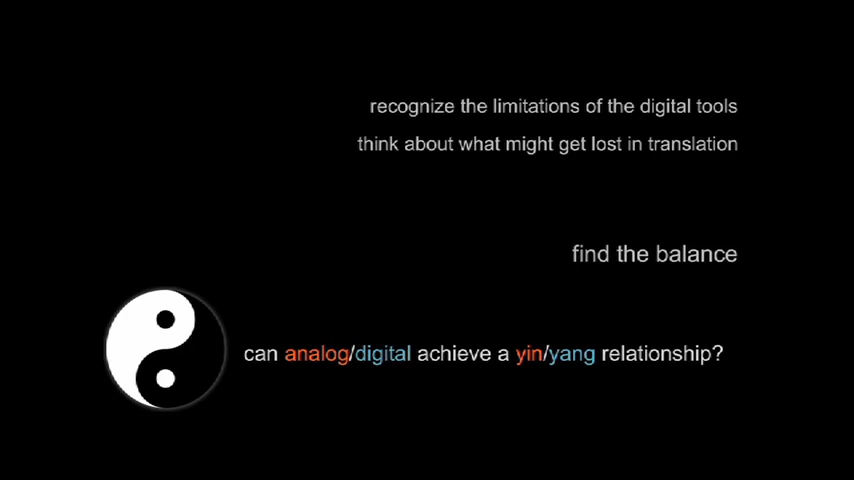 recognize the limitations of the digital tools
think about what might get lost in translation
find the balance
can analog/digital achieve a yin/yang relationship?